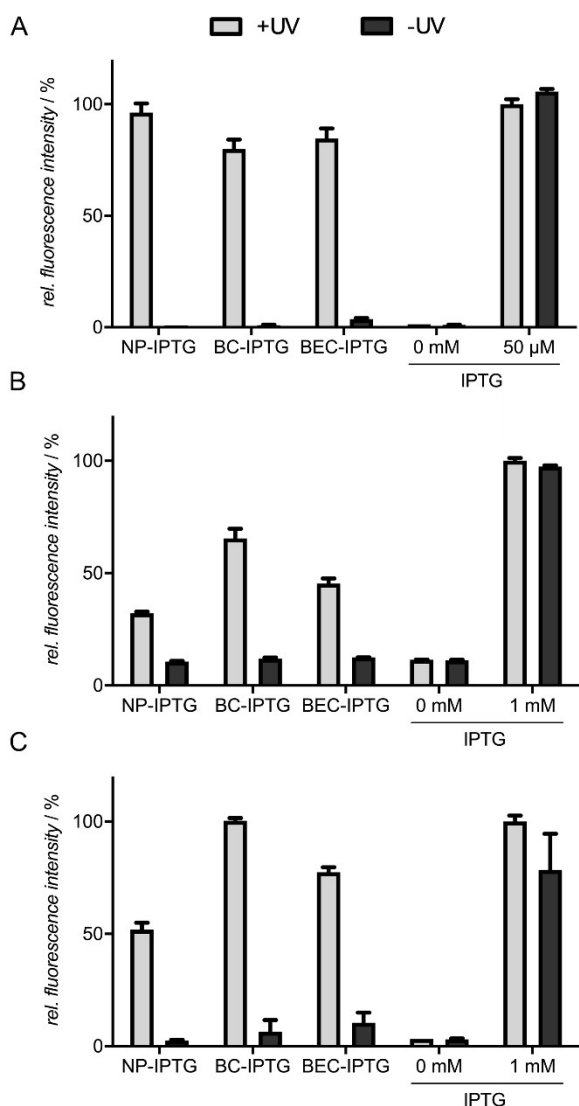 A
+UV
-UV
rel. fluorescence intensity / %
100
50
0
NP-IPTG BC-IPTG BEC-IPTG 0 mM 50 µM
IPTG
B
rel. fluorescence intensity / %
100
50
0
NP-IPTG BC-IPTG BEC-IPTG 0 mM 1 mM
IPTG
C
rel. fluorescence intensity / %
100
50
0
NP-IPTG BC-IPTG BEC-IPTG 0 mM 1 mM
IPTG